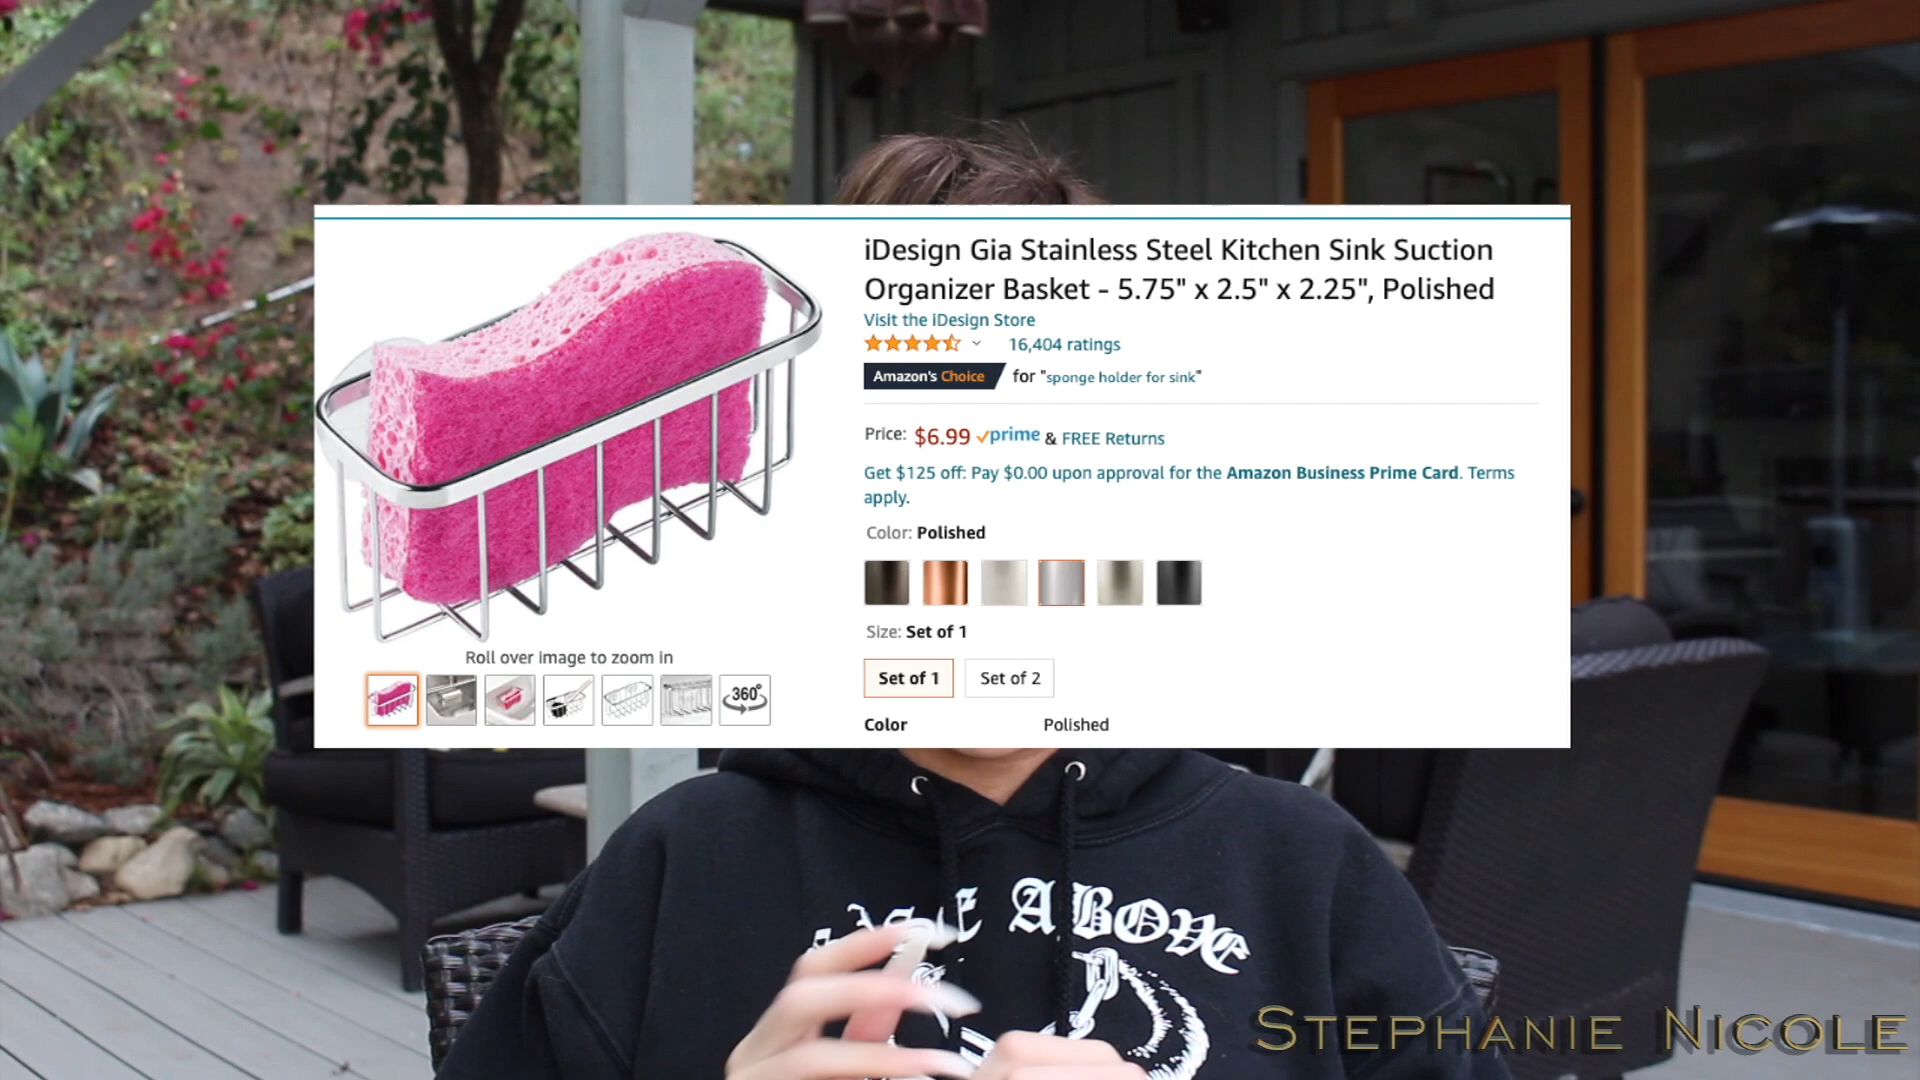 iDesign Gia Stainless Steel Kitchen Sink Suction
Organizer Basket - 5.75" x 2.5" x 2.25", Polished
Visit the iDesign Store
16,404 ratings
Amazon's Choice for "sponge holder for sink"
Price: $6.99 prime & FREE Returns
Get $125 off: Pay $0.00 upon approval for the Amazon Business Prime Card. Terms
apply.
Color: Polished
Size: Set of 1
Set of 1 Set of 2
Color Polished
Roll over image to zoom in
360°
ABOVE
STEPHANIE NICOLE